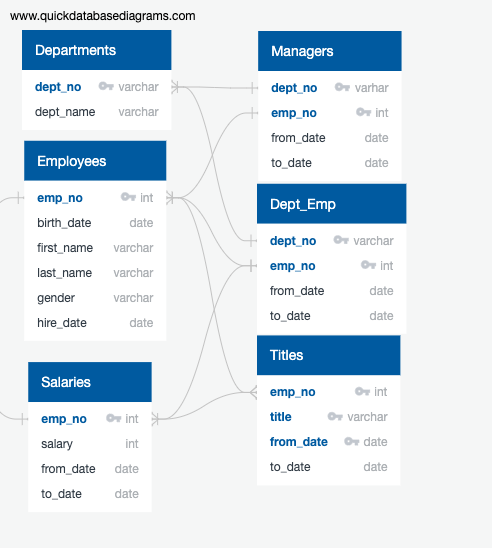 www.quickdatabasediagrams.com
Departments
dept_no varchar
dept_name varchar
Employees
emp_no int
birth_date date
first_name varchar
last_name varchar
gender varchar
hire_date date
Salaries
emp_no int
salary int
from_date date
to_date date
Managers
dept_no varhar
emp_no int
from_date date
to_date date
Dept_Emp
dept_no varchar
emp_no int
from_date date
to_date date
Titles
emp_no int
title varchar
from_date date
to_date date